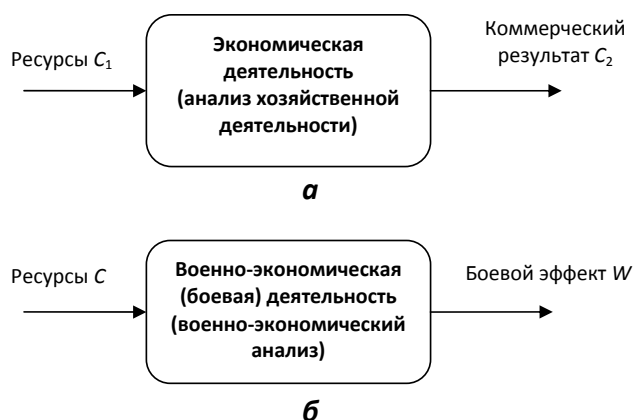 Ресурсы C₁
Экономическая
деятельность
(анализ хозяйственной
деятельности)
Коммерческий
результат C₂
а
Ресурсы C
Военно-экономическая
(боевая) деятельность
(военно-экономический
анализ)
Боевой эффект W
б